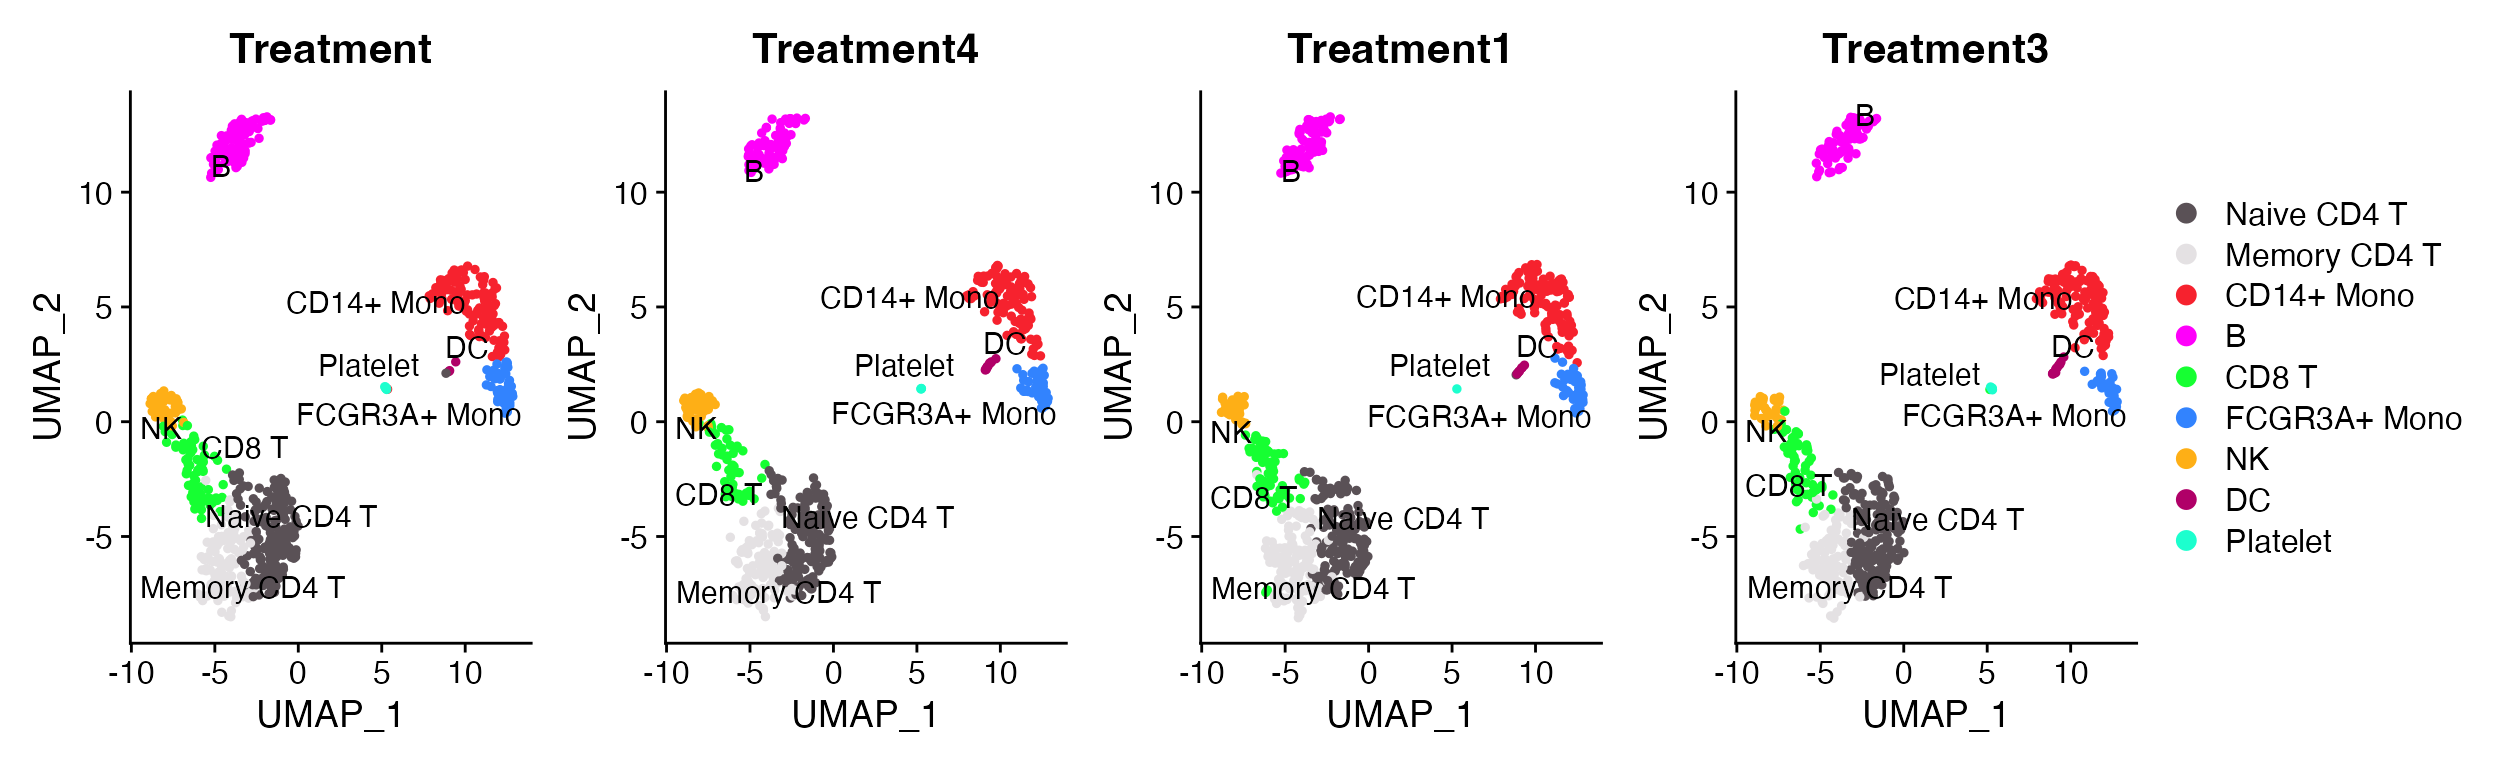 Treatment
UMAP_2
10
5
0
-5
B
CD14+ Mono
DC
Platelet
FCGR3A+ Mono
NK
CD8 T
Naive CD4 T
Memory CD4 T
-10
-5
0
5
10
UMAP_1
Treatment4
UMAP_2
10
5
0
-5
B
CD14+ Mono
DC
Platelet
FCGR3A+ Mono
NK
CD8 T
Naive CD4 T
Memory CD4 T
-10
-5
0
5
10
UMAP_1
Treatment1
UMAP_2
10
5
0
-5
B
CD14+ Mono
DC
Platelet
FCGR3A+ Mono
NK
CD8 T
Naive CD4 T
Memory CD4 T
-10
-5
0
5
10
UMAP_1
Treatment3
UMAP_2
10
5
0
-5
B
CD14+ Mono
DC
Platelet
FCGR3A+ Mono
NK
CD8 T
Naive CD4 T
Memory CD4 T
-10
-5
0
5
10
UMAP_1
Naive CD4 T
Memory CD4 T
CD14+ Mono
B
CD8 T
FCGR3A+ Mono
NK
DC
Platelet